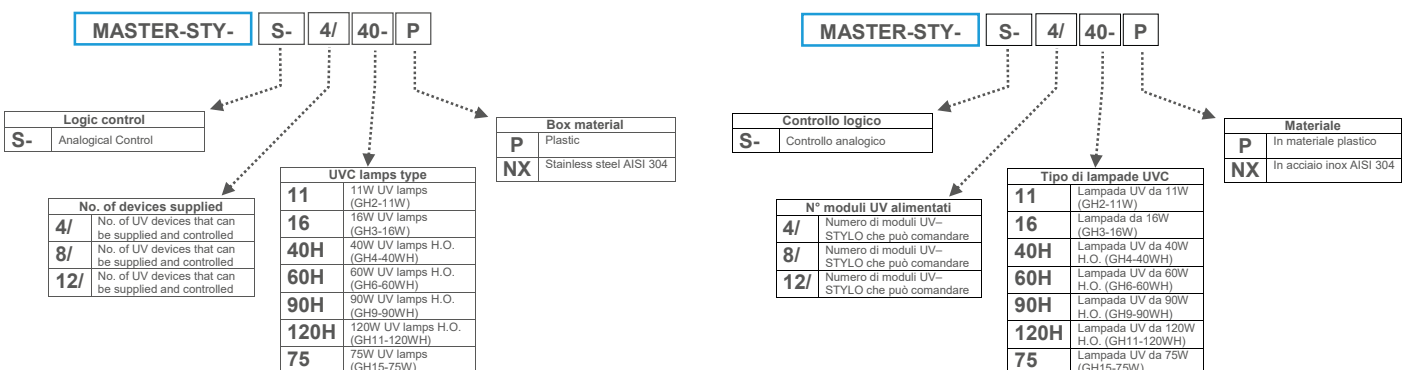 MASTER-STY- S- 4/ 40- P
Logic control
S- Analogical Control
Box material
P Plastic
NX Stainless steel AISI 304
UVC lamps type
11 11W UV lamps
(GH2-11W)
16 16W UV lamps
(GH3-16W)
40H 40W UV lamps H.O.
(GH4-40WH)
60H 60W UV lamps H.O.
(GH6-60WH)
90H 90W UV lamps H.O.
(GH9-90WH)
120H 120W UV lamps H.O.
(GH11-120WH)
75 75W UV lamps
(GH15-75W)
No. of devices supplied
4/ No. of UV devices that can
be supplied and controlled
8/ No. of UV devices that can
be supplied and controlled
12/ No. of UV devices that can
be supplied and controlled
MASTER-STY- S- 4/ 40- P
Controllo logico
S- Controllo analogico
Materiale
P In materiale plastico
NX In acciaio inox AISI 304
Tipo di lampade UVC
11 Lampada UV da 11W
(GH2-11W)
16 Lampada da 16W
(GH3-16W)
40H Lampada UV da 40W
H.O. (GH4-40WH)
60H Lampada UV da 60W
H.O. (GH6-60WH)
90H Lampada UV da 90W
H.O. (GH9-90WH)
120H Lampada UV da 120W
H.O. (GH11-120WH)
75 Lampada UV da 75W
(GH15-75W)
N° moduli UV alimentati
4/ Numero di moduli UV–
STYLO che può comandare
8/ Numero di moduli UV–
STYLO che può comandare
12/ Numero di moduli UV–
STYLO che può comandare